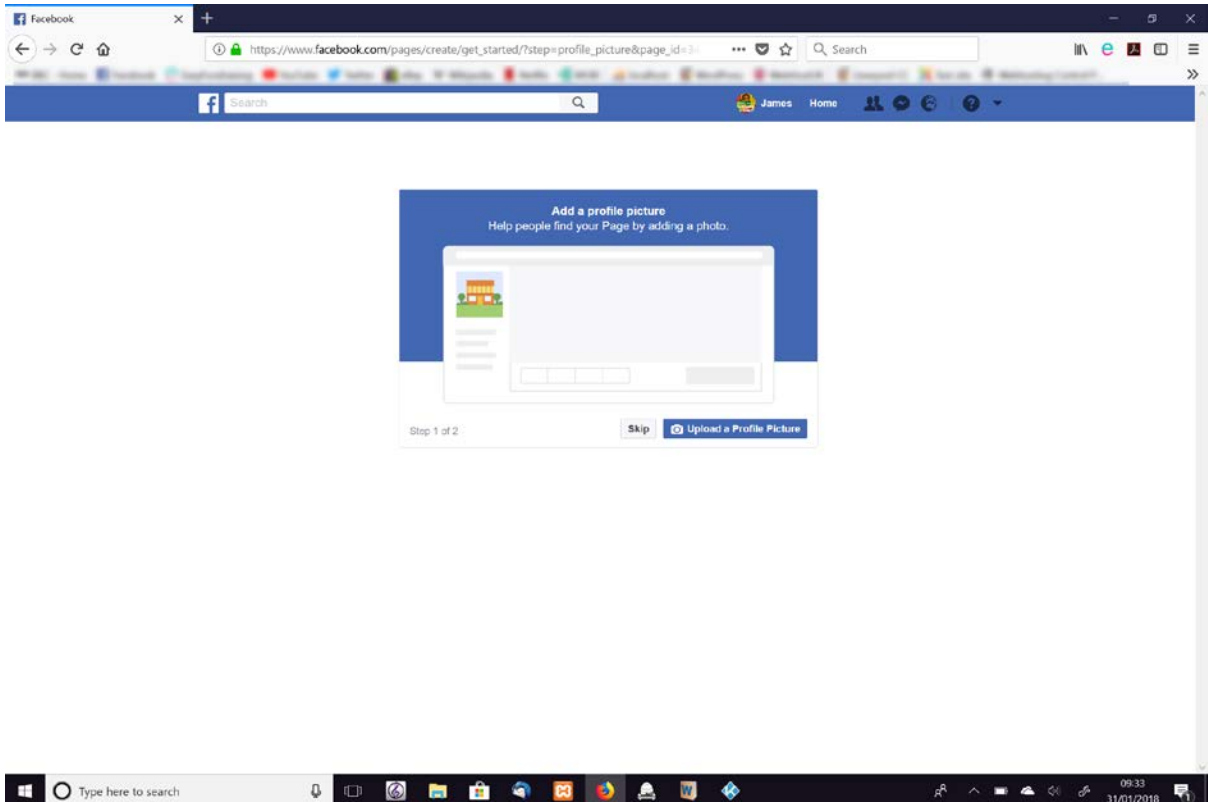 Facebook
https://www.facebook.com/pages/create/get_started/?step=profile_picture&page_id=3
Search
Search
James Home
Add a profile picture
Help people find your Page by adding a photo.
Step 1 of 2
Skip
Upload a Profile Picture
Type here to search
09:33
31/01/2018